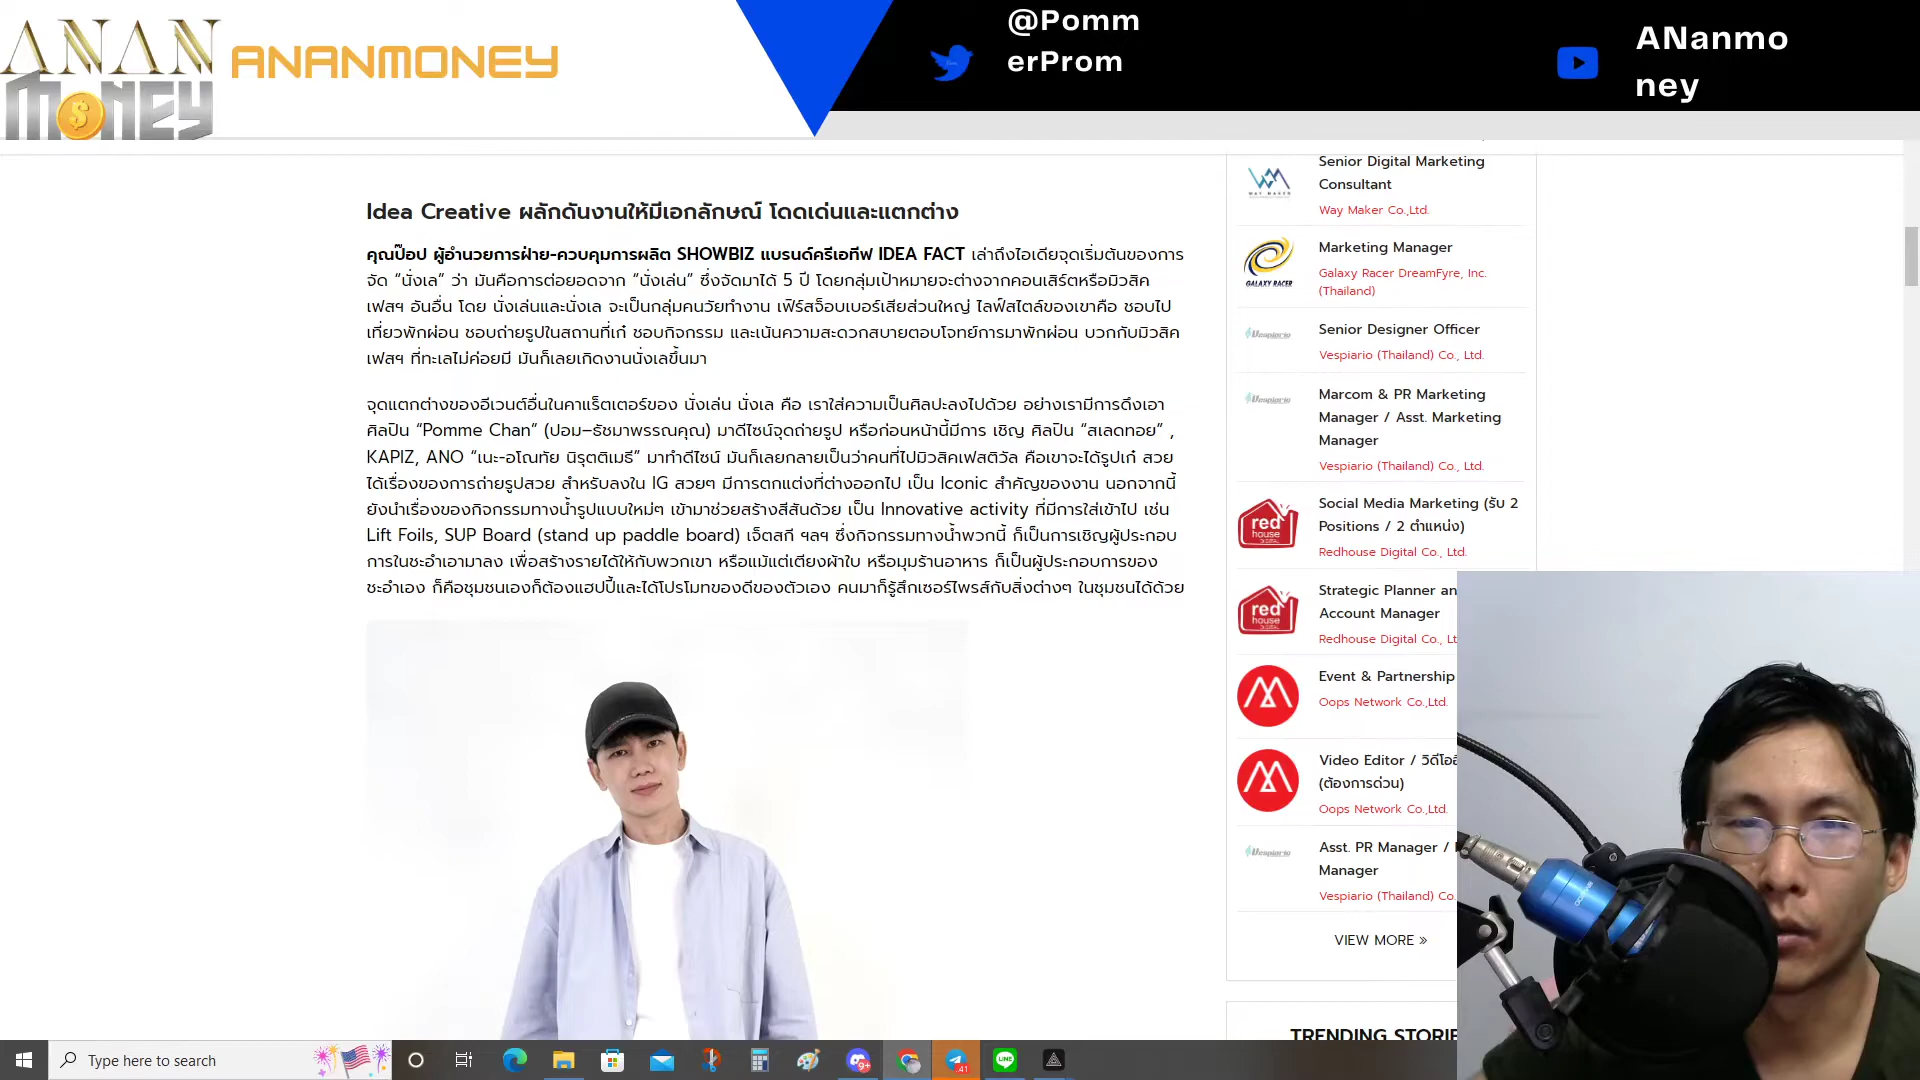 ANAN
MONEY
ANANMONEY
@Pomm
erProm
ANanmo
ney
Idea Creative ผลักดันงานให้มีเอกลักษณ์ โดดเด่นและแตกต่าง
คุณป๊อป ผู้อำนวยการฝ่าย-ควบคุมการผลิต SHOWBIZ แบรนด์ครีเอทีฟ IDEA FACT เล่าถึงไอเดียจุดเริ่มต้นของการ
จัด “นั่งเล” ว่า มันคือการต่อยอดจาก “นั่งเล่น” ซึ่งจัดมาได้ 5 ปี โดยกลุ่มเป้าหมายจะต่างจากคอนเสิร์ตหรือมิวสิค
เฟสฯ อันอื่น โดย นั่งเล่นและนั่งเล จะเป็นกลุ่มคนวัยทำงาน เฟิร์สจ็อบเบอร์เสียส่วนใหญ่ ไลฟ์สไตล์ของเขาคือ ชอบไป
เที่ยวพักผ่อน ชอบถ่ายรูปในสถานที่เก๋ ชอบกิจกรรม และเน้นความสะดวกสบายตอบโจทย์การมาพักผ่อน บวกกับมิวสิค
เฟสฯ ที่ทะเลไม่ค่อยมี มันก็เลยเกิดงานนั่งเลขึ้นมา
จุดแตกต่างของอีเวนต์อื่นในคาแร็ตเตอร์ของ นั่งเล่น นั่งเล คือ เราใส่ความเป็นศิลปะลงไปด้วย อย่างเรามีการดึงเอา
ศิลปิน “Pomme Chan” (ปอม–ธัชมาพรรณคุณ) มาดีไซน์จุดถ่ายรูป หรือก่อนหน้านี้มีการ เชิญ ศิลปิน “สเลดทอย” ,
KAPIZ, ANO “เนะ-อโณทัย นิรุตติเมธี” มาทำดีไซน์ มันก็เลยกลายเป็นว่าคนที่ไปมิวสิคเฟสติวัล คือเขาจะได้รูปเก๋ สวย
ได้เรื่องของการถ่ายรูปสวย สำหรับลงใน IG สวยๆ มีการตกแต่งที่ต่างออกไป เป็น Iconic สำคัญของงาน นอกจากนี้
ยังนำเรื่องของกิจกรรมทางน้ำรูปแบบใหม่ๆ เข้ามาช่วยสร้างสีสันด้วย เป็น Innovative activity ที่มีการใส่เข้าไป เช่น
Lift Foils, SUP Board (stand up paddle board) เจ็ตสกี ฯลฯ ซึ่งกิจกรรมทางน้ำพวกนี้ ก็เป็นการเชิญผู้ประกอบ
การในชะอำเอามาลง เพื่อสร้างรายได้ให้กับพวกเขา หรือแม้แต่เตียงผ้าใบ หรือมุมร้านอาหาร ก็เป็นผู้ประกอบการของ
ชะอำเอง ก็คือชุมชนเองก็ต้องแฮปปี้และได้โปรโมทของดีของตัวเอง คนมาก็รู้สึกเซอร์ไพรส์กับสิ่งต่างๆ ในชุมชนได้ด้วย
WAY MAKER
Senior Digital Marketing
Consultant
Way Maker Co.,Ltd.
GALAXY RACER
Marketing Manager
Galaxy Racer DreamFyre, Inc.
(Thailand)
Vespiario
Senior Designer Officer
Vespiario (Thailand) Co., Ltd.
Vespiario
Marcom & PR Marketing
Manager / Asst. Marketing
Manager
Vespiario (Thailand) Co., Ltd.
red
house
Social Media Marketing (รับ 2
Positions / 2 ตำแหน่ง)
Redhouse Digital Co., Ltd.
red
house
Strategic Planner an
Account Manager
Redhouse Digital Co., Lt
Event & Partnership
Oops Network Co.,Ltd.
Video Editor / วิดีโอ
(ต้องการด่วน)
Oops Network Co.,Ltd.
Vespiario
Asst. PR Manager /
Manager
Vespiario (Thailand) Co.
VIEW MORE »
TRENDING STORIE
Type here to search
9+
41
LINE